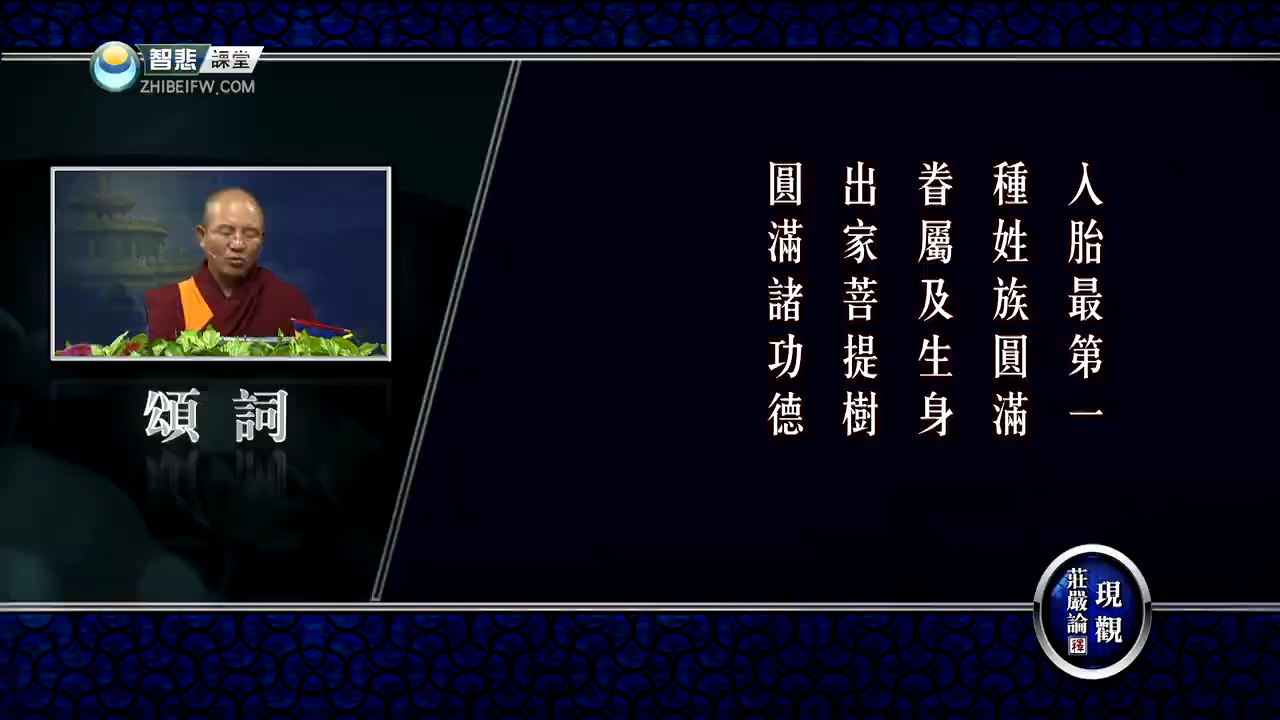 智悲課堂
ZHIBEIFW.COM
入胎最第一
種姓族圓滿
眷屬及生身
出家菩提樹
圓滿諸功德
頌詞
現觀
莊嚴論釋